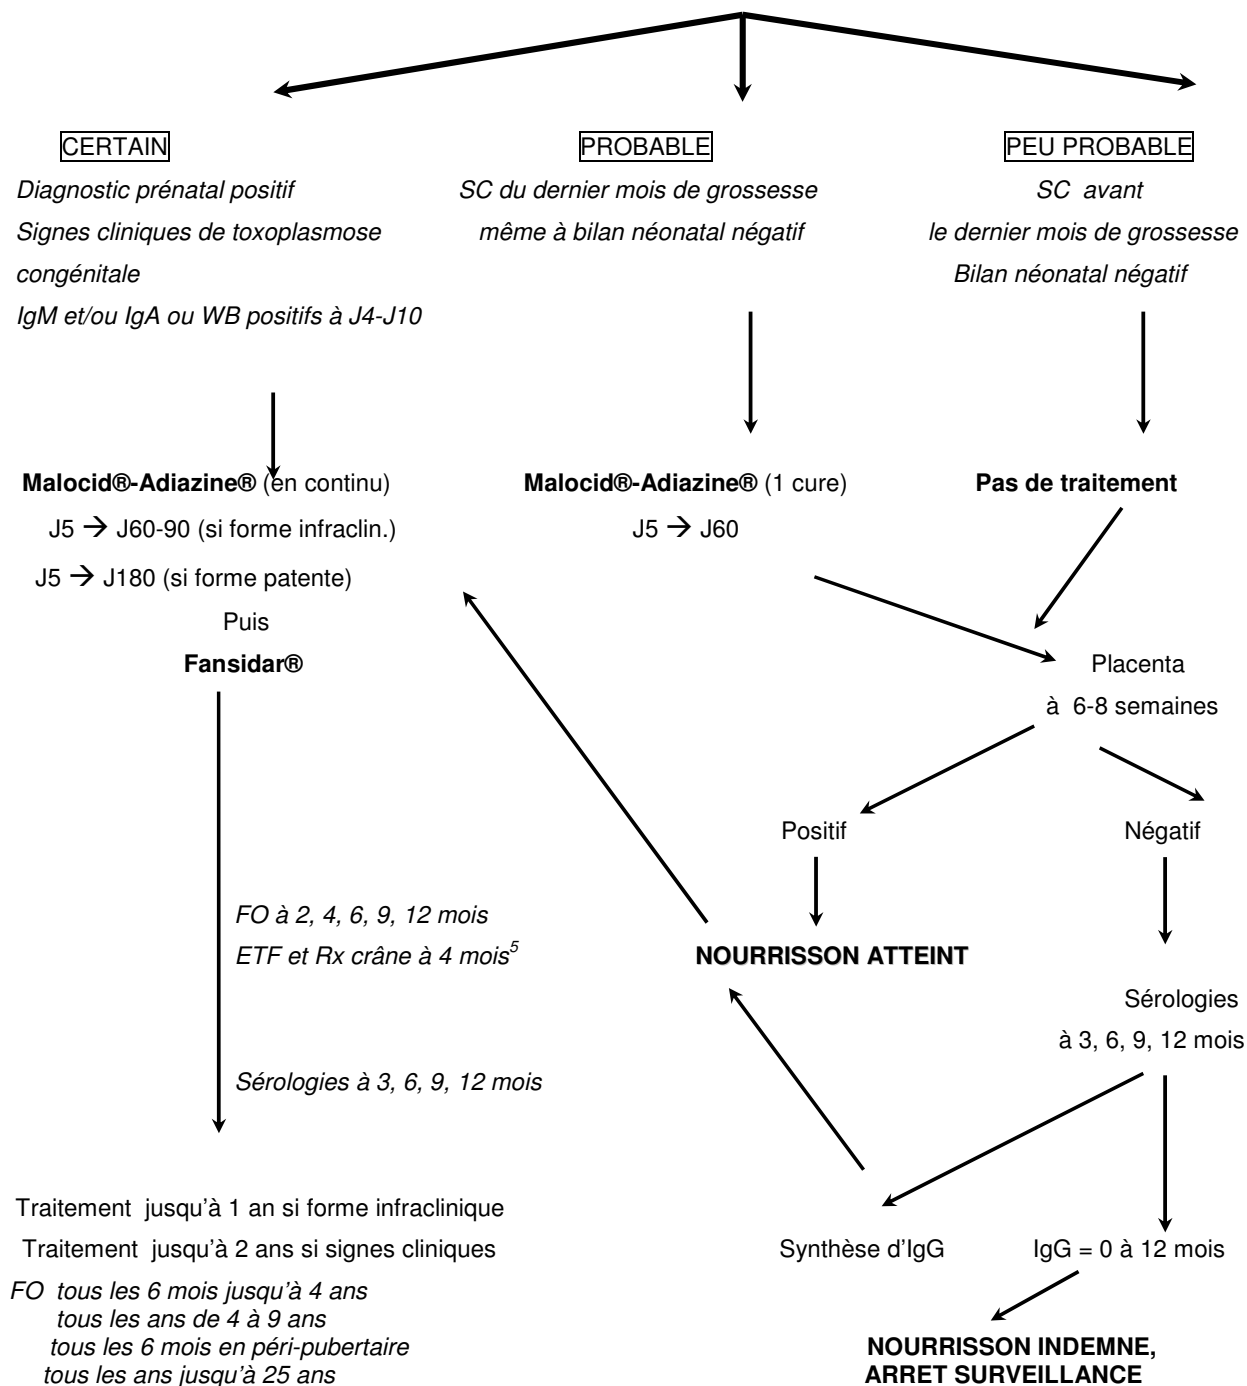 CERTAIN
Diagnostic prénatal positif
Signes cliniques de toxoplasmose
congénitale
IgM et/ou IgA ou WB positifs à J4-J10
PROBABLE
SC du dernier mois de grossesse
même à bilan néonatal négatif
PEU PROBABLE
SC avant
le dernier mois de grossesse
Bilan néonatal négatif
Malocid®-Adiazine® (en continu)
J5 → J60-90 (si forme infraclin.)
J5 → J180 (si forme patente)
Puis
Fansidar®
Malocid®-Adiazine® (1 cure)
J5 → J60
Pas de traitement
Placenta
à 6-8 semaines
Positif
Négatif
FO à 2, 4, 6, 9, 12 mois
ETF et Rx crâne à 4 mois⁵
NOURRISSON ATTEINT
Sérologies
à 3, 6, 9, 12 mois
Sérologies à 3, 6, 9, 12 mois
Traitement jusqu'à 1 an si forme infraclinique
Traitement jusqu'à 2 ans si signes cliniques
FO tous les 6 mois jusqu'à 4 ans
tous les ans de 4 à 9 ans
tous les 6 mois en péri-pubertaire
tous les ans jusqu'à 25 ans
Synthèse d'IgG
IgG = 0 à 12 mois
NOURRISSON INDEMNE,
ARRET SURVEILLANCE